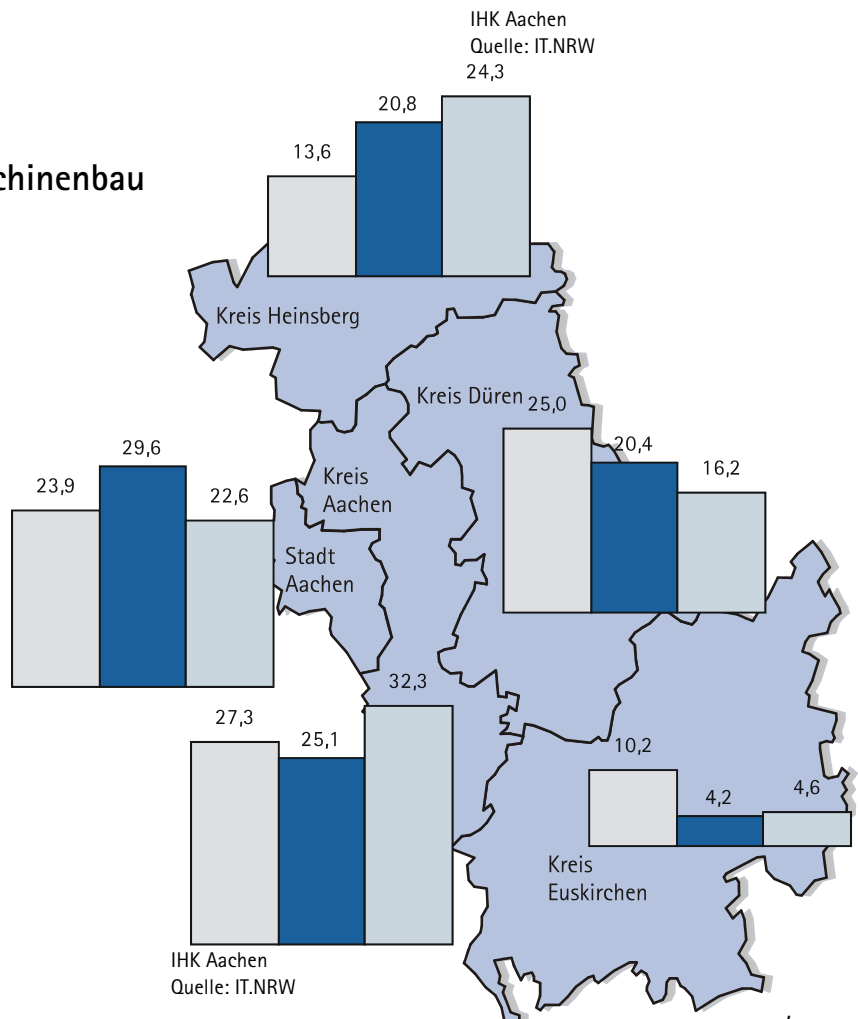 IHK Aachen
Quelle: IT.NRW
24,3
20,8
13,6
chinenbau
Kreis Heinsberg
Kreis Düren
25,0
20,4
16,2
29,6
23,9
22,6
Kreis
Aachen
Stadt
Aachen
32,3
27,3
25,1
10,2
4,2
4,6
Kreis
Euskirchen
IHK Aachen
Quelle: IT.NRW